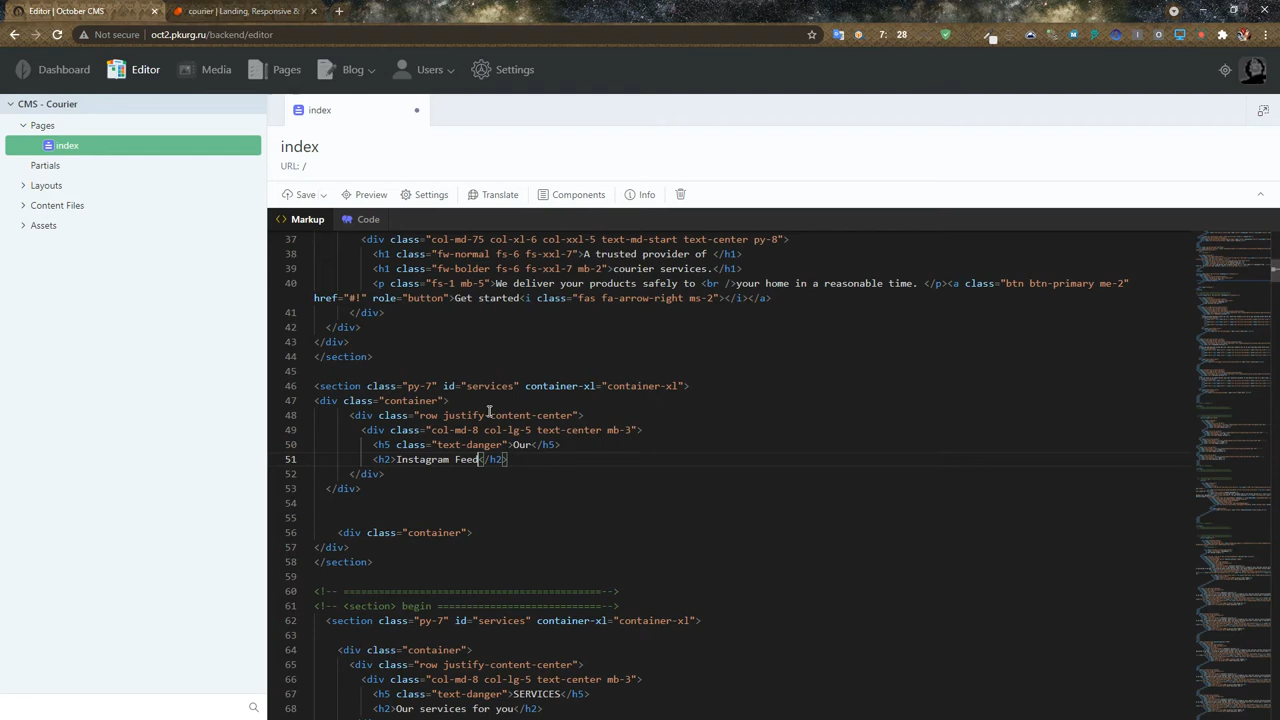 Editor | October CMS
courier | Landing, Responsive &
Not secure
oct2.pkurg.ru/backend/editor
7: 28
Dashboard
Editor
Media
Pages
Blog
Users
Settings
CMS - Courier
Pages
index
Partials
Layouts
Content Files
Assets
index
index
URL: /
Save
Preview
Settings
Translate
Components
Info
Markup
Code
37 <div class="col-md-75 col-xl-6 col-xxl-5 text-md-start text-center py-8">
38 <h1 class="fw-normal fs-6 fs-xxl-7">A trusted provider of </h1>
39 <h1 class="fw-bolder fs-6 fs-xxl-7 mb-2">courier services.</h1>
40 <p class="fs-1 mb-5">We deliver your products safely to <br />your home in a reasonable time. </p><a class="btn btn-primary me-2"
href="#!" role="button">Get started<i class="fas fa-arrow-right ms-2"></i></a>
41 </div>
42 </div>
43 </div>
44 </section>
45
46 <section class="py-7" id="services" container-xl="container-xl">
47 <div class="container">
48 <div class="row justify-content-center">
49 <div class="col-md-8 col-lg-5 text-center mb-3">
50 <h5 class="text-danger">Our</h5>
51 <h2>Instagram Feed</h2>
52 </div>
53 </div>
54
55
56 <div class="container">
57 </div>
58 </section>
59
60 <!-- ============================================-->
61 <!-- <section> begin ============================-->
62 <section class="py-7" id="services" container-xl="container-xl">
63
64 <div class="container">
65 <div class="row justify-content-center">
66 <div class="col-md-8 col-lg-5 text-center mb-3">
67 <h5 class="text-danger">SERVICES</h5>
68 <h2>Our services for you</h2>